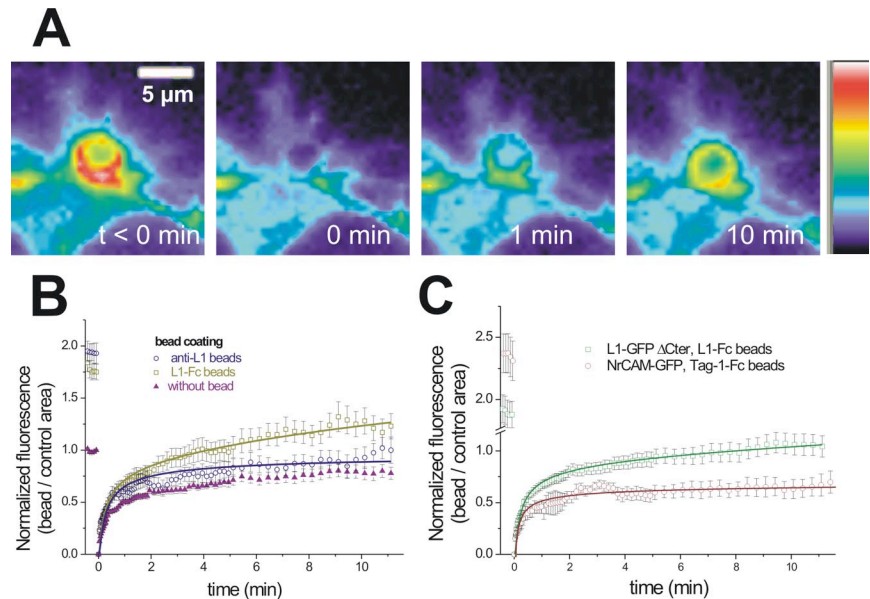 A
5 µm
t < 0 min
0 min
1 min
10 min
B
Normalized fluorescence
(bead / control area)
2.0
1.5
1.0
0.5
0.0
bead coating
anti-L1 beads
L1-Fc beads
without bead
0
2
4
6
8
10
time (min)
C
Normalized fluorescence
(bead / control area)
2.5
2.0
1.0
0.5
0.0
L1-GFP ΔCter, L1-Fc beads
NrCAM-GFP, Tag-1-Fc beads
0
2
4
6
8
10
time (min)